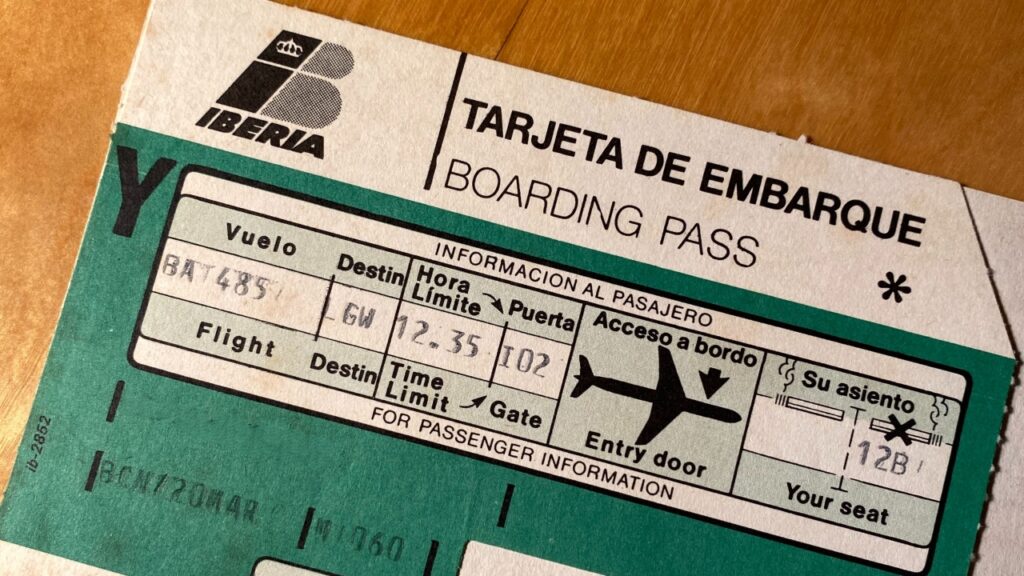 IBERIA
TARJETA DE EMBARQUE
BOARDING PASS
*
Y
INFORMACION AL PASAJERO
Vuelo
Destin
Hora Límite
Puerta
Acceso a bordo
Su asiento
BA 485
LGW
12.35
I02
12B
Flight
Destin
Time Limit
Gate
Entry door
Your seat
FOR PASSENGER INFORMATION
ib-2862
BCN/20MAR